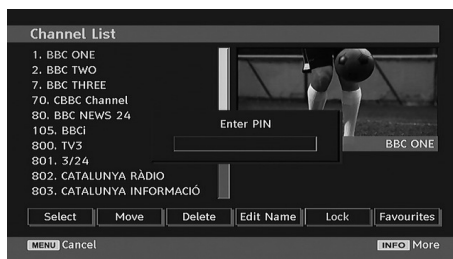 Channel List
1. BBC ONE
2. BBC TWO
7. BBC THREE
70. CBBC Channel
80. BBC NEWS 24
105. BBCi
800. TV3
801. 3/24
802. CATALUNYA RÀDIO
803. CATALUNYA INFORMACIÓ
Enter PIN
BBC ONE
Select Move Delete Edit Name Lock Favourites
MENU Cancel INFO More